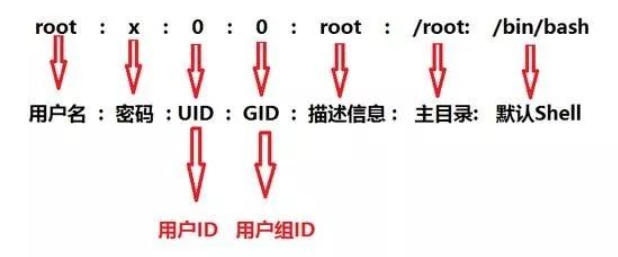 root : x : 0 : 0 : root : /root: /bin/bash
用户名 : 密码 :UID : GID : 描述信息 : 主目录: 默认Shell
用户ID 用户组ID